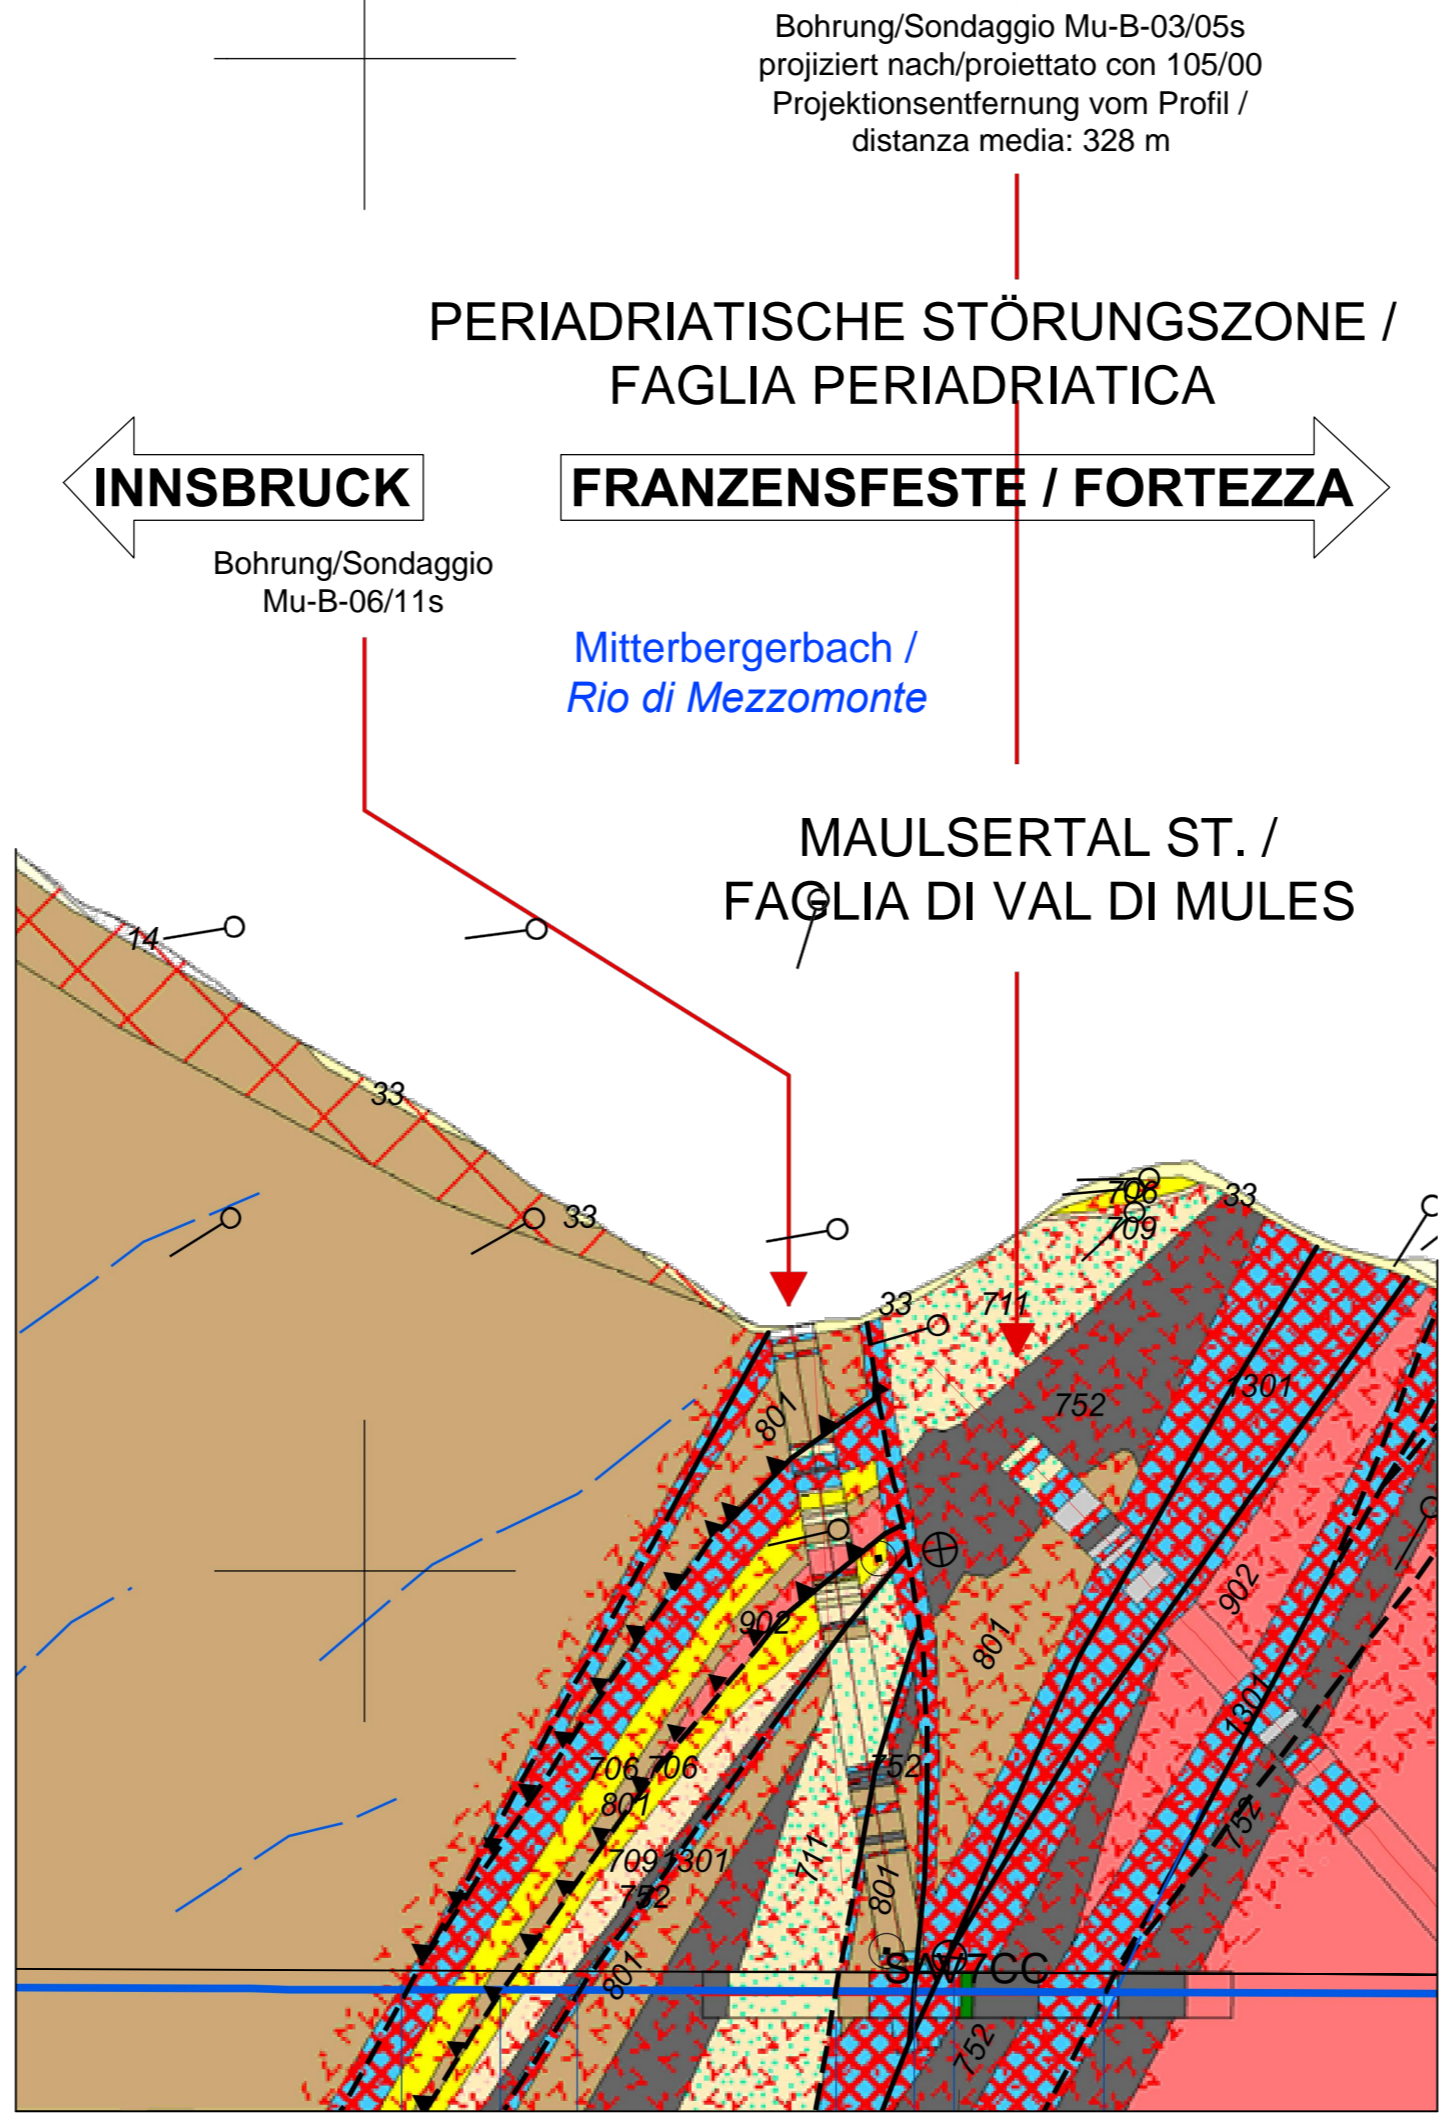 Bohrung/Sondaggio Mu-B-03/05s
projiziert nach/proiettato con 105/00
Projektionsentfernung vom Profil /
distanza media: 328 m
PERIADRIATISCHE STÖRUNGSZONE /
FAGLIA PERIADRIATICA
INNSBRUCK
FRANZENSFESTE / FORTEZZA
Bohrung/Sondaggio
Mu-B-06/11s
Mitterbergerbach /
Rio di Mezzomonte
MAULSERTAL ST. /
FAGLIA DI VAL DI MULES
14
33
33
706
33
709
33
711
1301
752
801
902
902
801
1301
706 706
752
801
752
709 1301
711
752
801
801
752